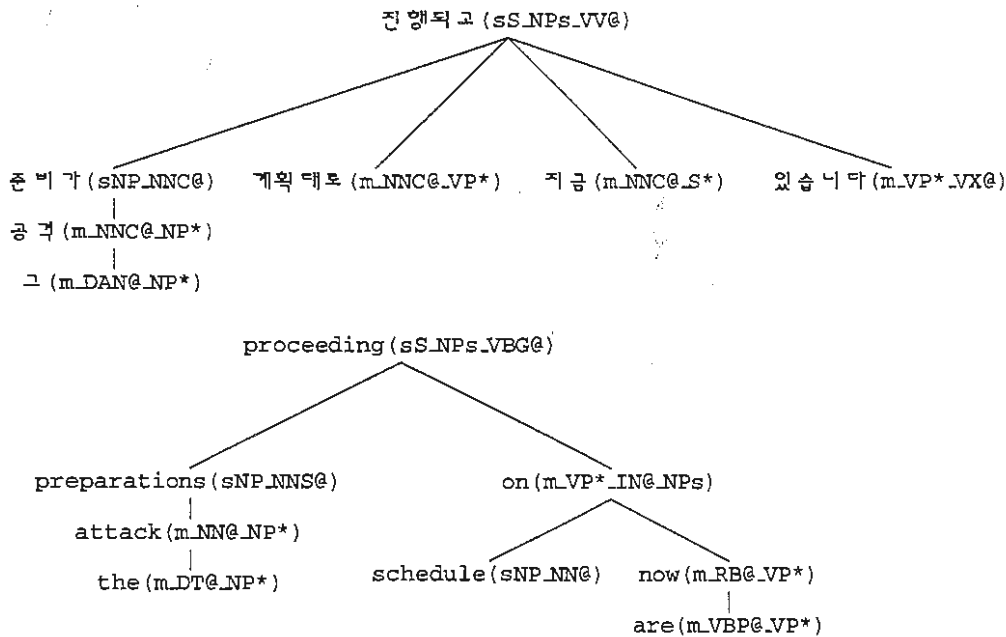 진행되고(sS_NPs_VV@)
준비가(sNP_NNC@) 계획대로(m_NNC@_VP*) 지금(m_NNC@_S*) 있습니다(m_VP*_VX@)
공격(m_NNC@_NP*)
그(m_DAN@_NP*)
proceeding(sS_NPs_VBG@)
preparations(sNP_NNS@) on(m_VP*_IN@_NPs)
attack(m_NN@_NP*)
the(m_DT@_NP*) schedule(sNP_NN@) now(m_RB@_VP*)
are(m_VBP@_VP*)